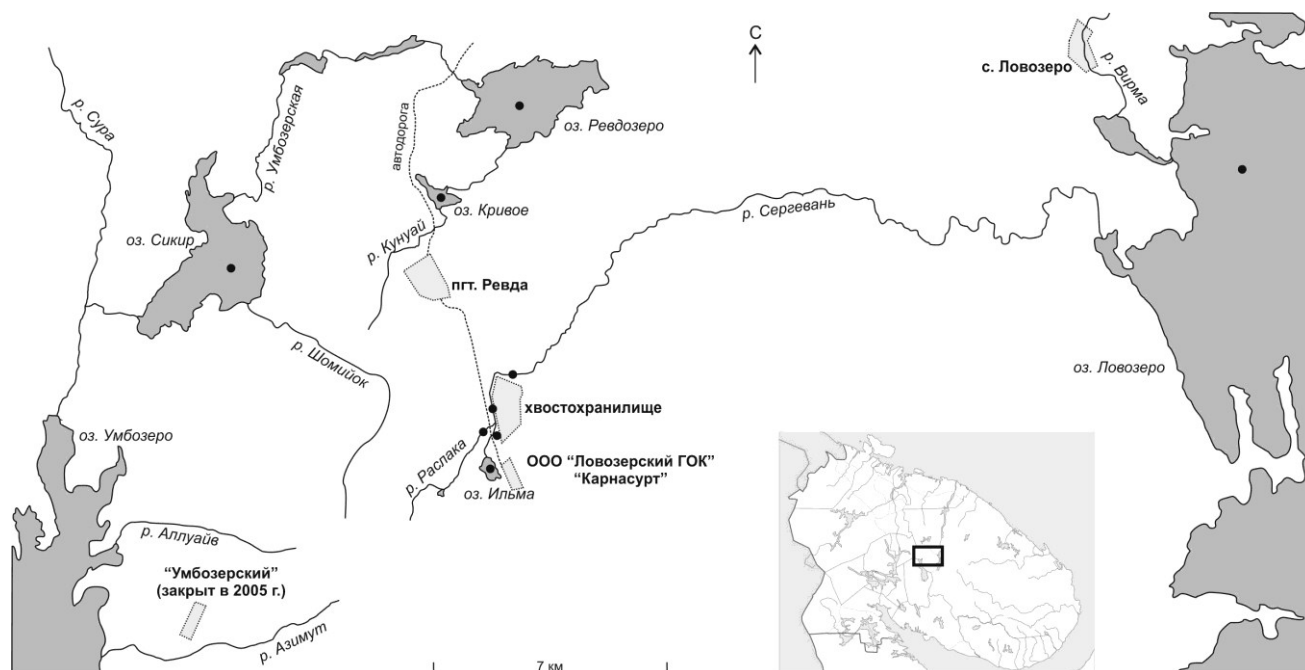 С
с. Ловозеро
р. Вирма
р. Сура
р. Умбозерская
автодорога
оз. Ревдозеро
оз. Кривое
р. Сергевань
оз. Сикир
р. Кунуай
пгт. Ревда
р. Шомийок
оз. Ловозеро
хвостохранилище
оз. Умбозеро
р. Раслака
ООО “Ловозерский ГОК”
“Карнасурт”
оз. Ильма
р. Аллуайв
“Умбозерский”
(закрыт в 2005 г.)
р. Азимут
7 км